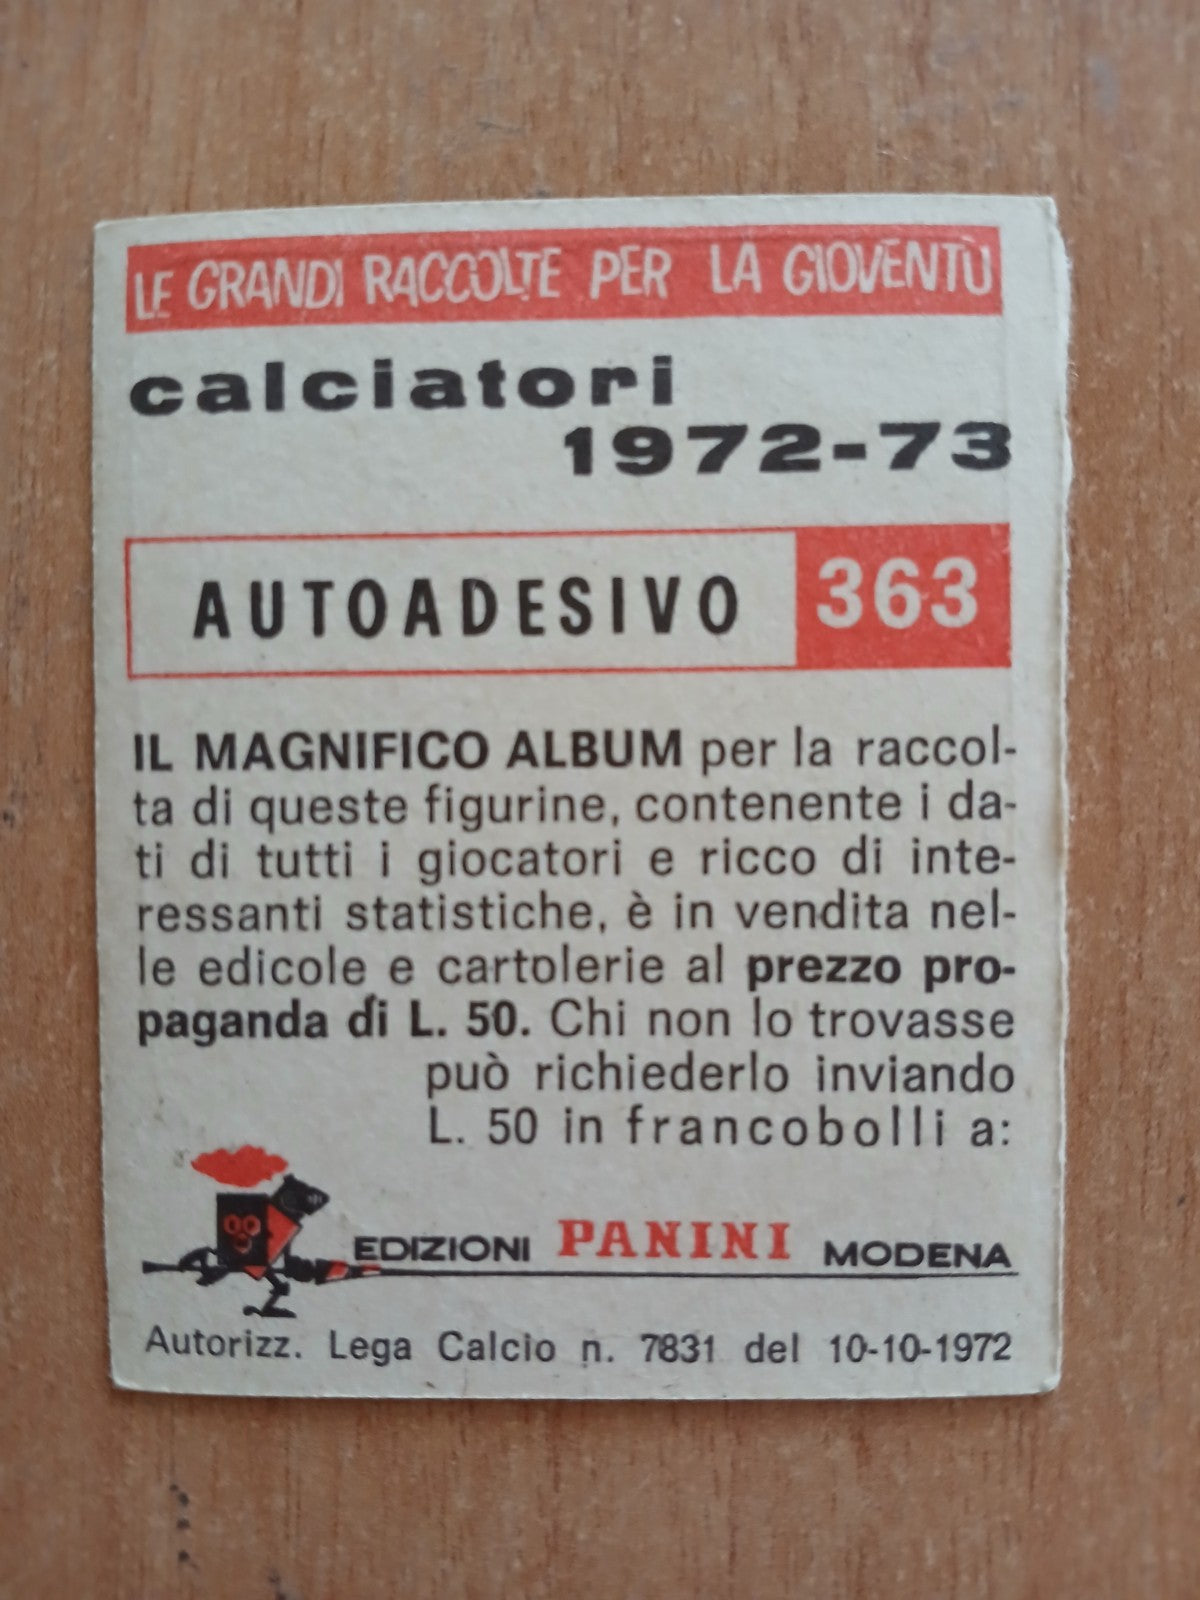 LE GRANDI RACCOLTE PER LA GIOVENTÙ
calciatori
1972-73
AUTOADESIVO 363
IL MAGNIFICO ALBUM per la raccol-
ta di queste figurine, contenente i da-
ti di tutti i giocatori e ricco di inte-
ressanti statistiche, è in vendita nel-
le edicole e cartolerie al prezzo pro-
paganda di L. 50. Chi non lo trovasse
può richiederlo inviando
L. 50 in francobolli a:
EDIZIONI PANINI MODENA
Autorizz. Lega Calcio n. 7831 del 10-10-1972